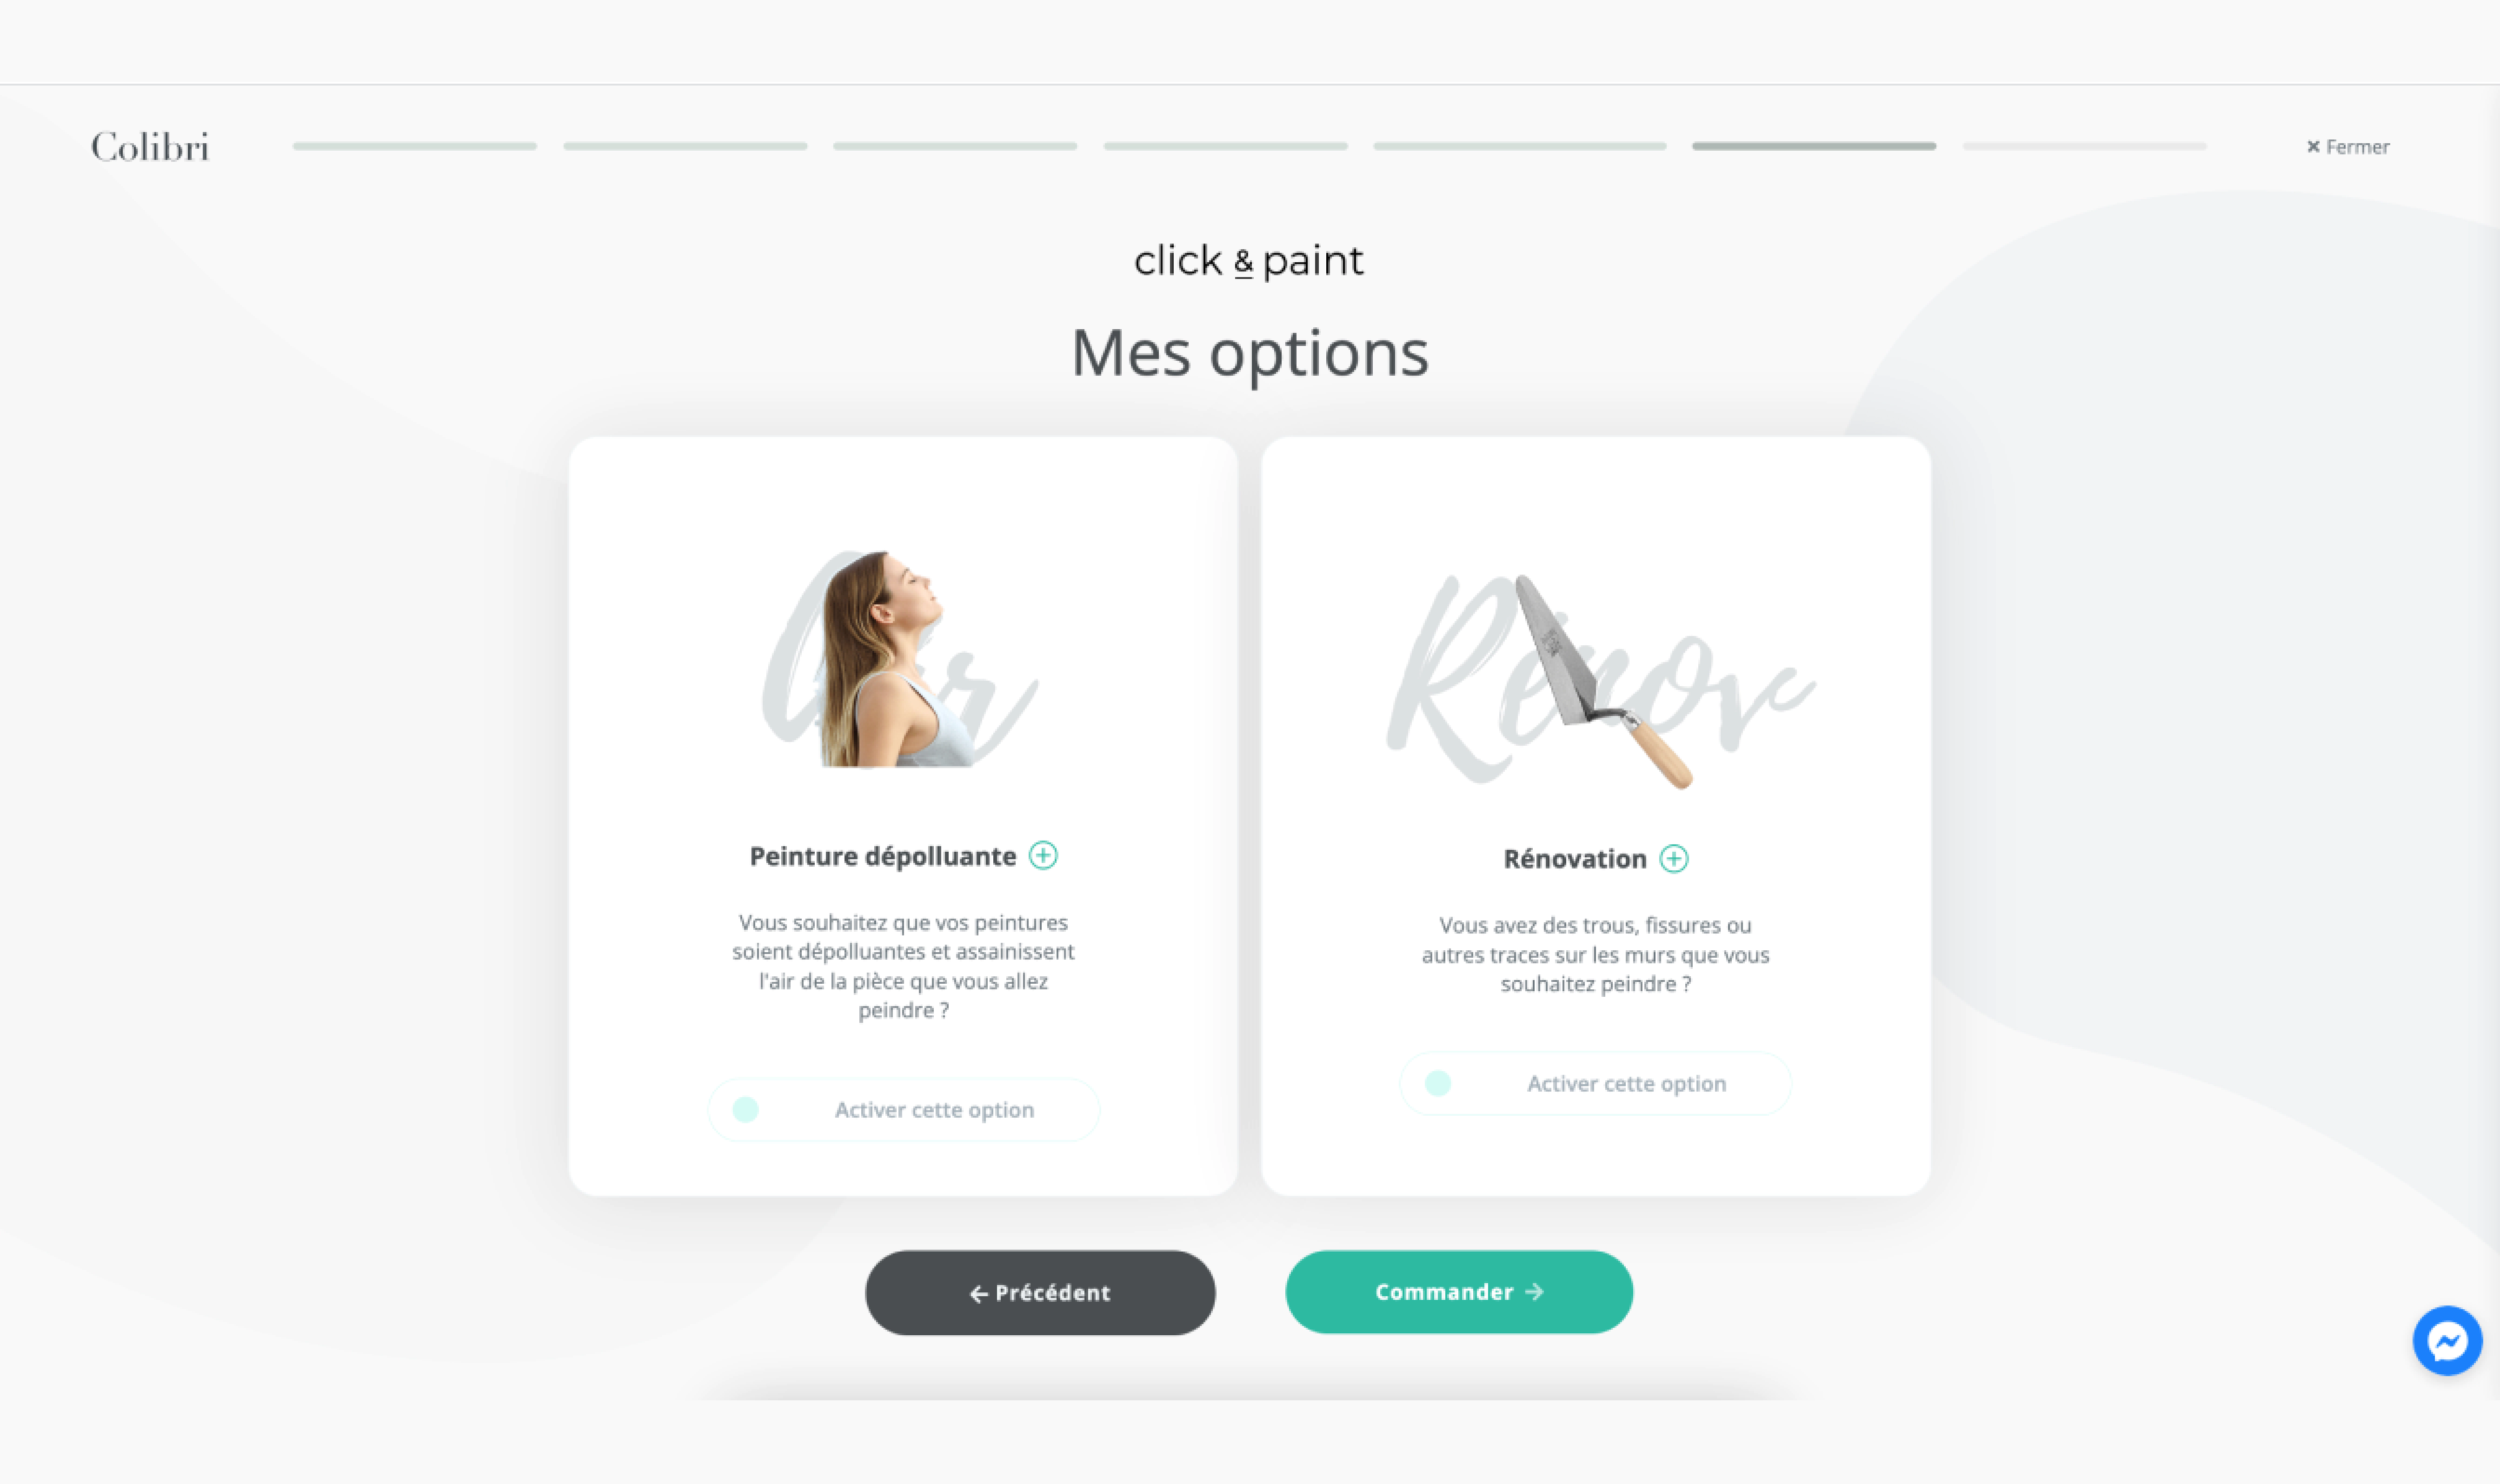 Colibri
× Fermer
click & paint
Mes options
Air
Rénov
Peinture dépolluante
Rénovation
Vous souhaitez que vos peintures
soient dépolluantes et assainissent
l'air de la pièce que vous allez
peindre ?
Vous avez des trous, fissures ou
autres traces sur les murs que vous
souhaitez peindre ?
Activer cette option
Activer cette option
← Précédent
Commander →